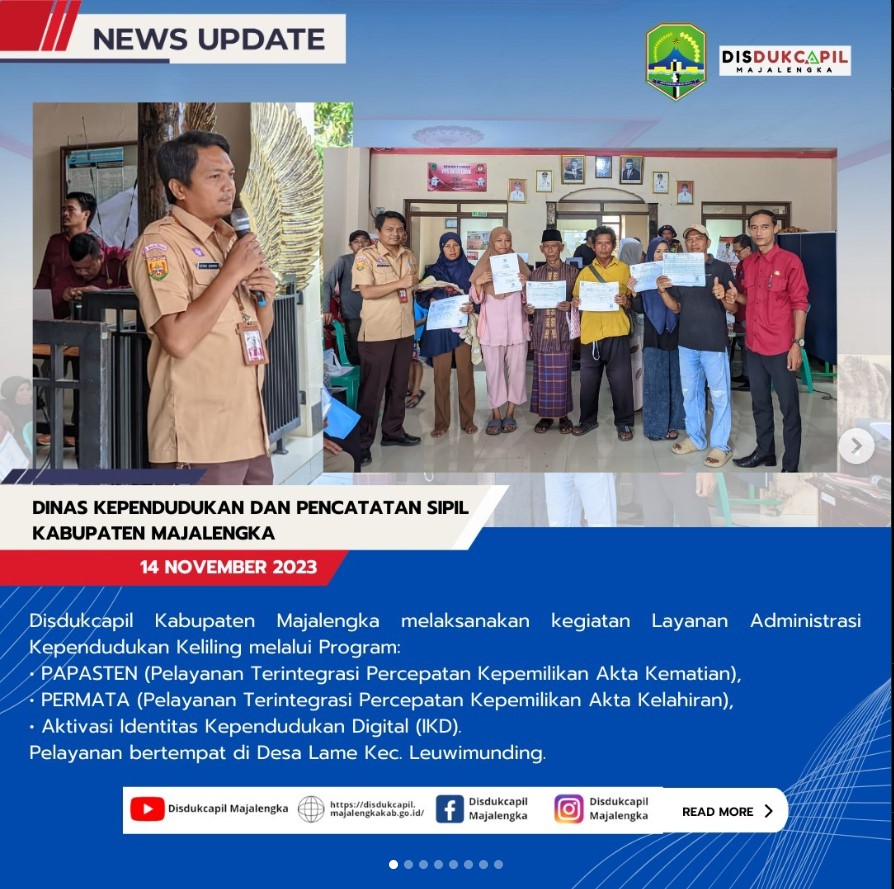 NEWS UPDATE
DISDUKCAPIL
MAJALENGKA
DINAS KEPENDUDUKAN DAN PENCATATAN SIPIL
KABUPATEN MAJALENGKA
14 NOVEMBER 2023
Disdukcapil Kabupaten Majalengka melaksanakan kegiatan Layanan Administrasi
Kependudukan Keliling melalui Program:
• PAPASTEN (Pelayanan Terintegrasi Percepatan Kepemilikan Akta Kematian),
• PERMATA (Pelayanan Terintegrasi Percepatan Kepemilikan Akta Kelahiran),
• Aktivasi Identitas Kependudukan Digital (IKD).
Pelayanan bertempat di Desa Lame Kec. Leuwimunding.
Disdukcapil Majalengka
https://disdukcapil.
majalengkakab.go.id/
Disdukcapil
Majalengka
Disdukcapil
Majalengka
READ MORE